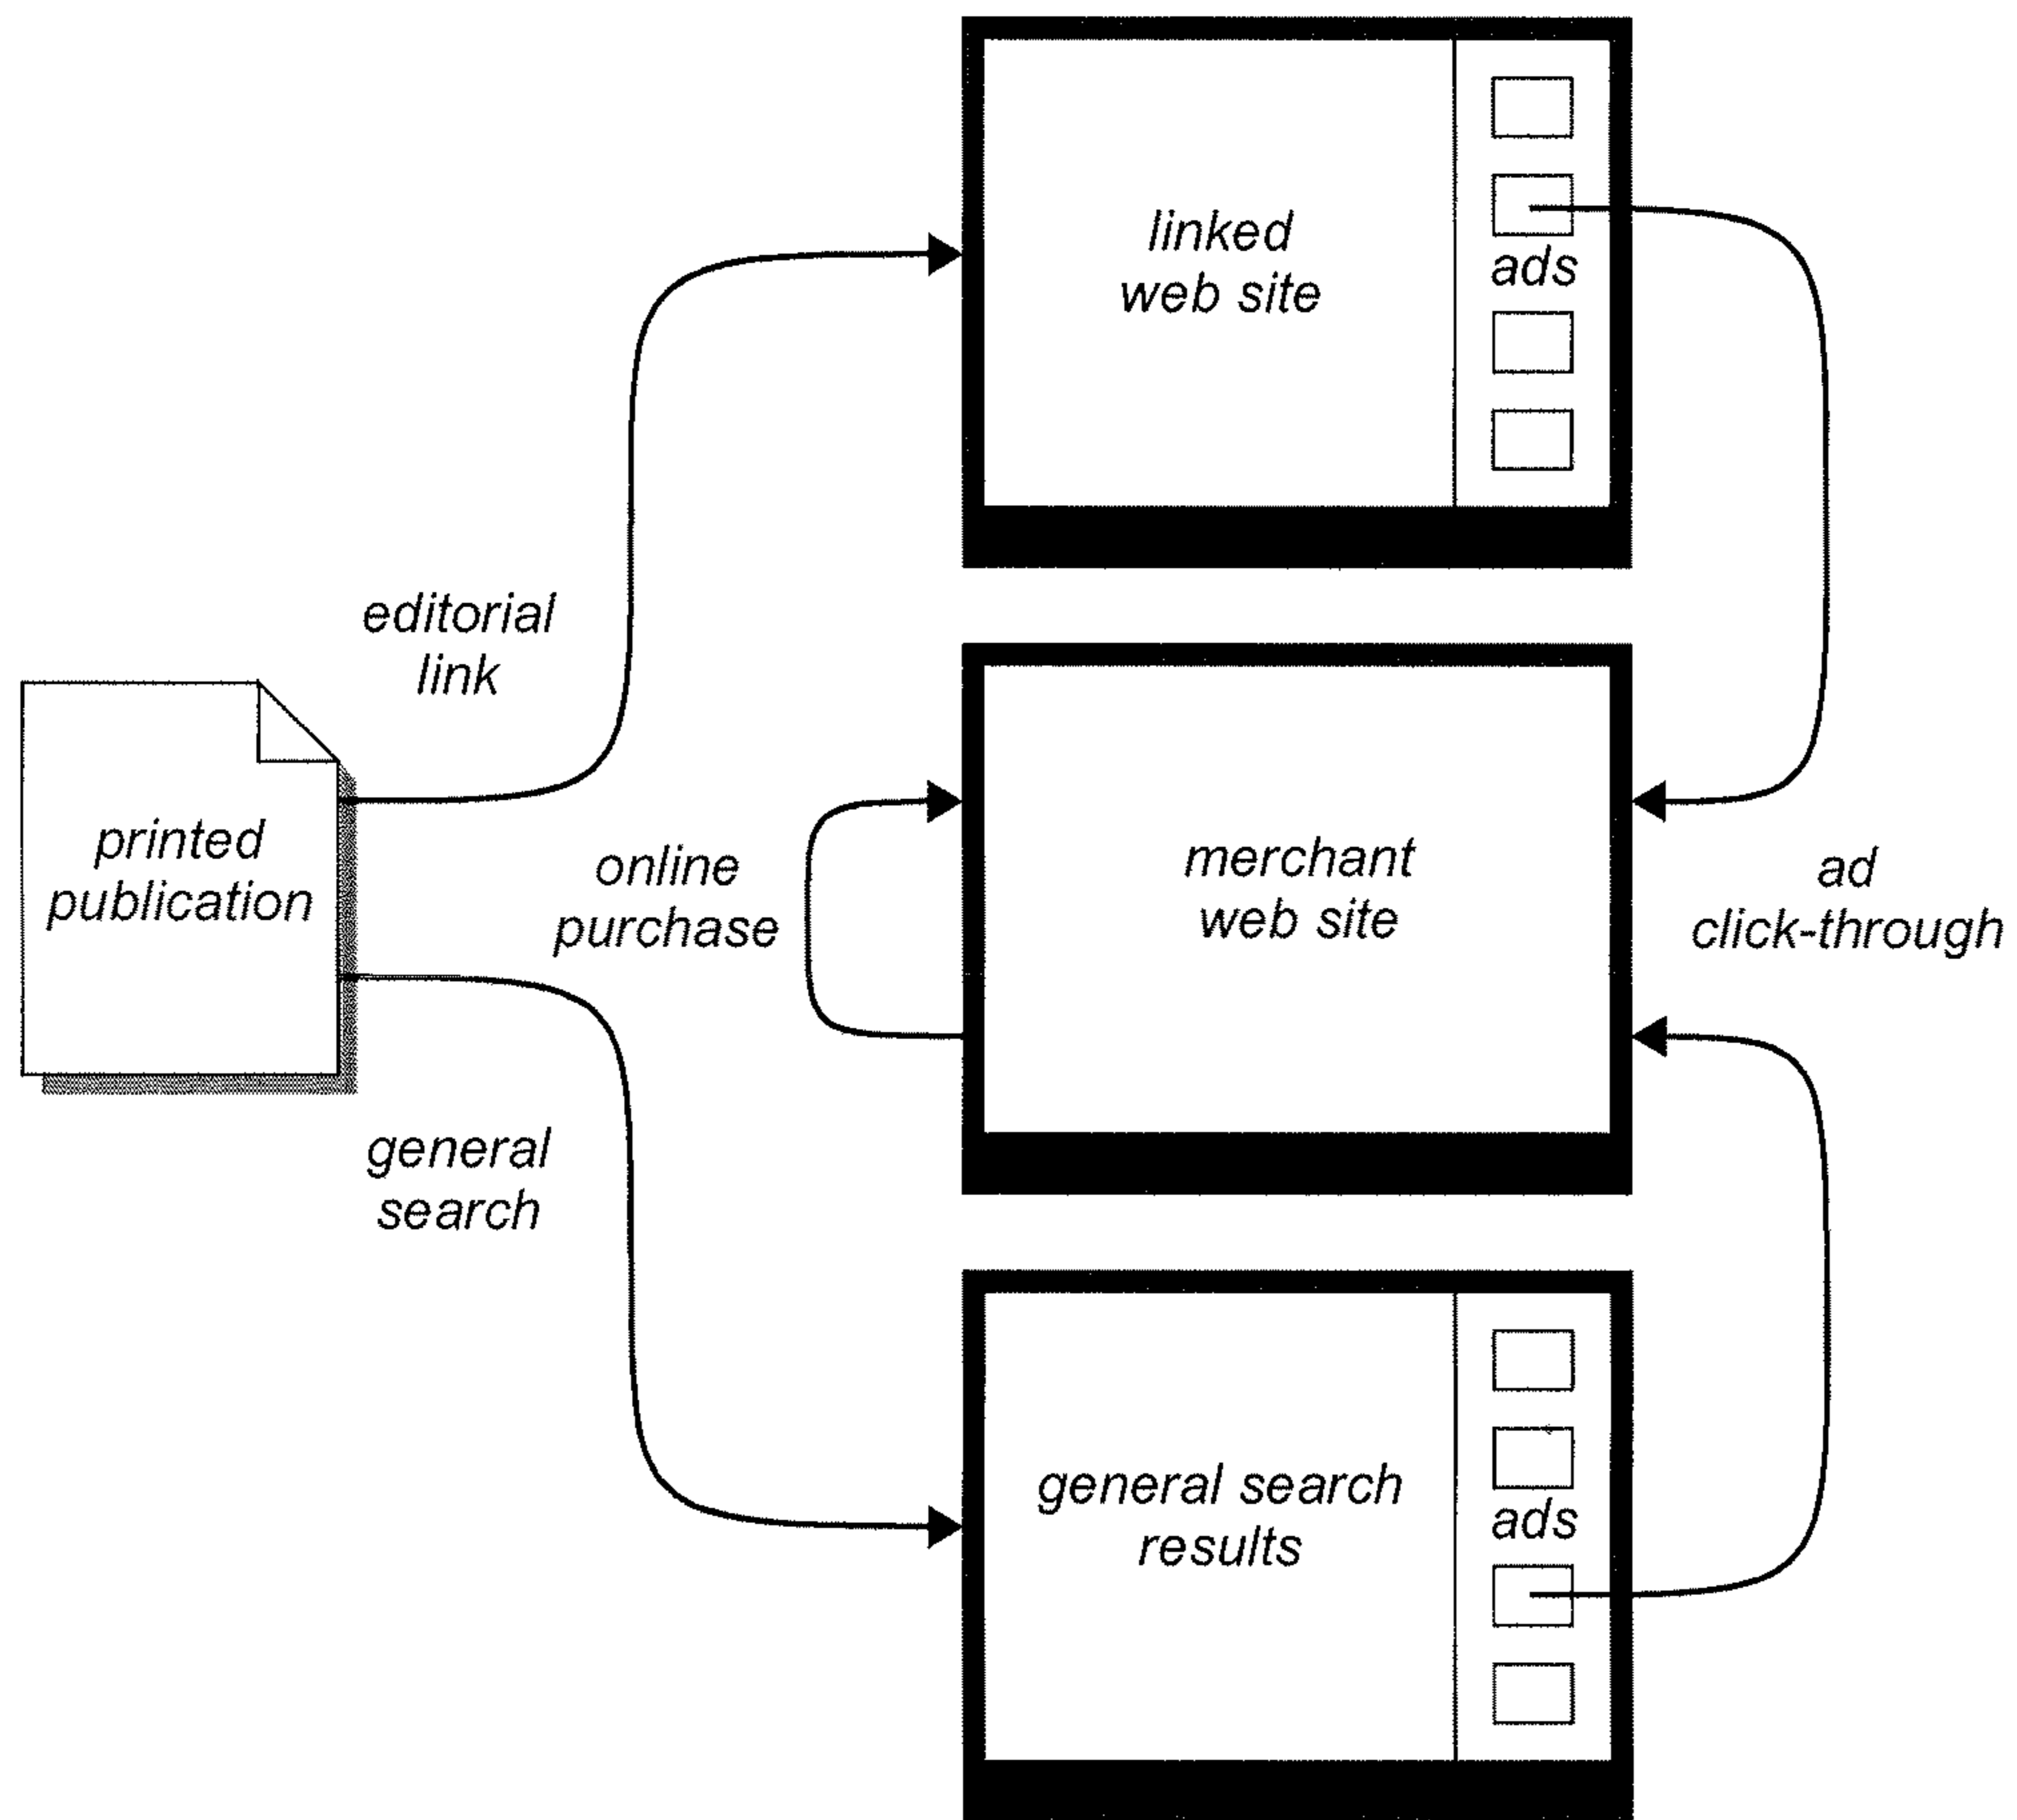 linked
web site
ads
editorial
link
printed
publication
online
purchase
merchant
web site
ad
click-through
general
search
general search
results
ads